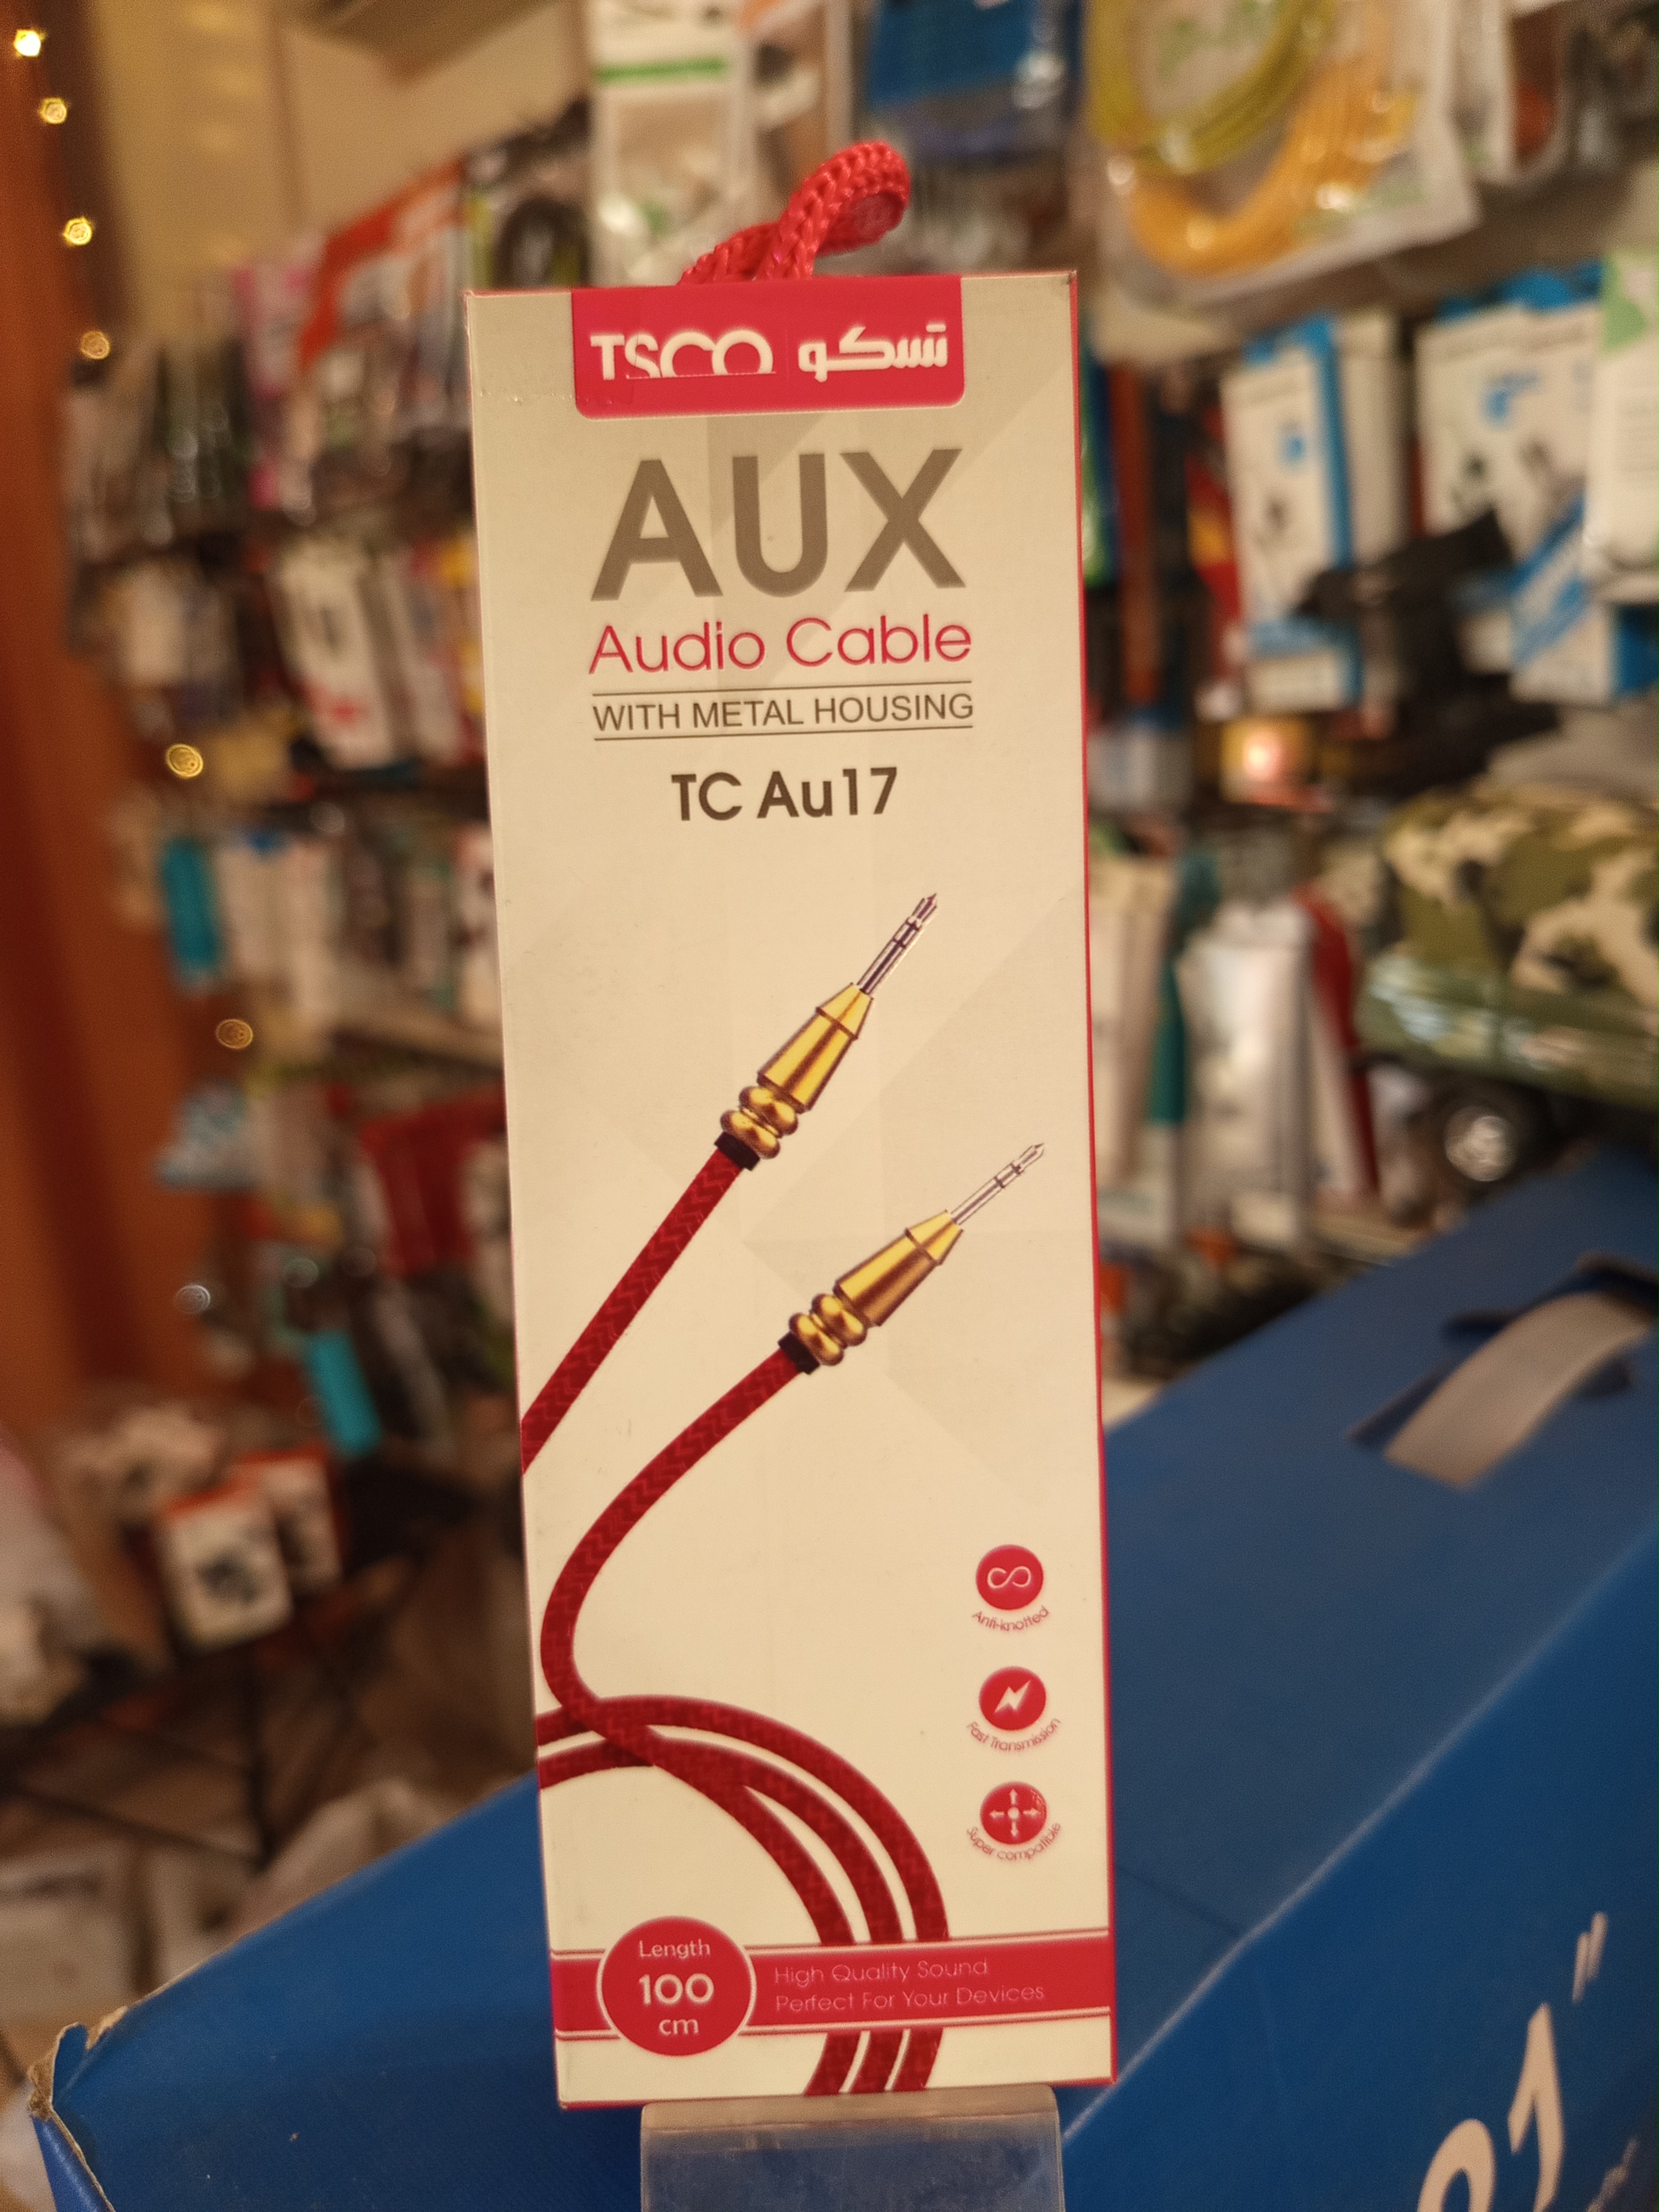 TSCO تسكو
AUX
Audio Cable
WITH METAL HOUSING
TC Au17
Anti-knotted
Fast Transmission
Super compatible
Length
100
cm
High Quality Sound
Perfect For Your Devices